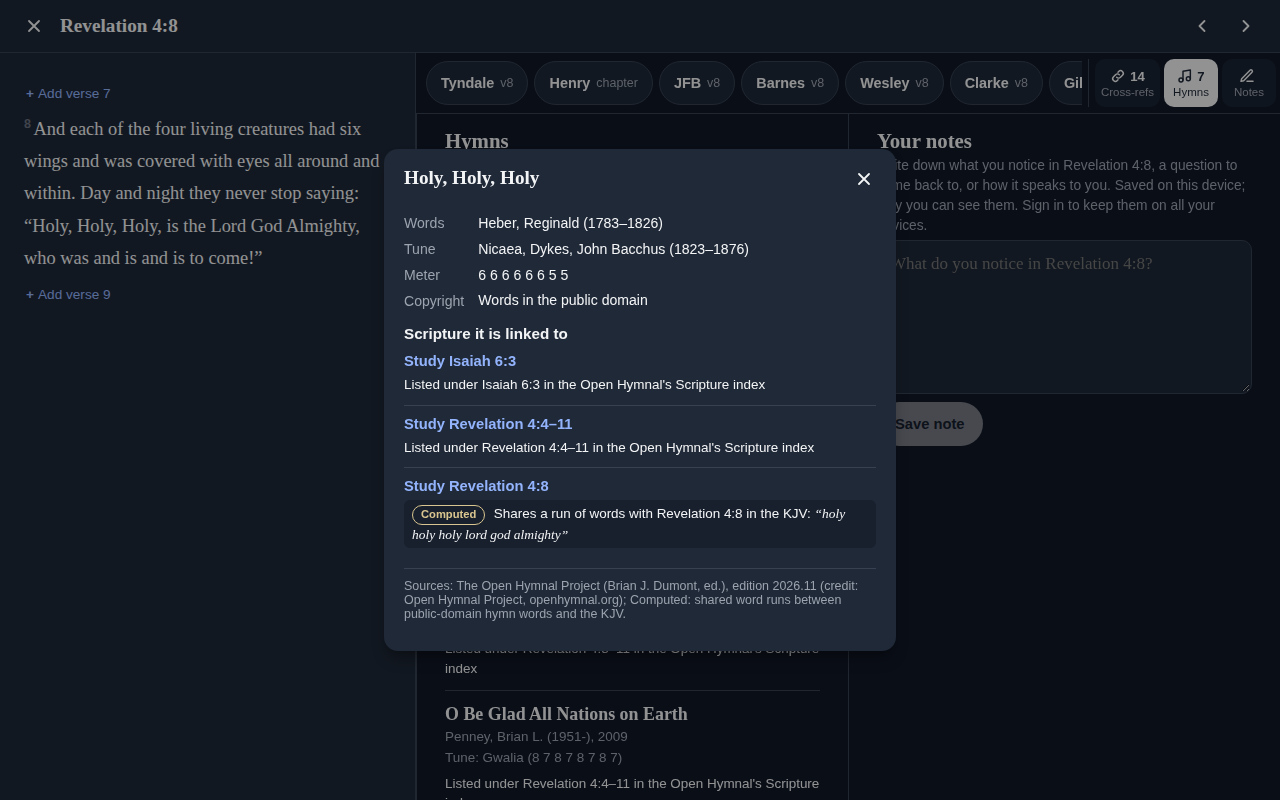 Revelation 4:8
+ Add verse 7
8 And each of the four living creatures had six
wings and was covered with eyes all around and
within. Day and night they never stop saying:
“Holy, Holy, Holy, is the Lord God Almighty,
who was and is and is to come!”
+ Add verse 9
Tyndale v8
Henry chapter
JFB v8
Barnes v8
Wesley v8
Clarke v8
14
Cross-refs
7
Hymns
Notes
Hymns
Holy, Holy, Holy
Words Heber, Reginald (1783–1826)
Tune Nicaea, Dykes, John Bacchus (1823–1876)
Meter 6 6 6 6 6 6 5 5
Copyright Words in the public domain
Scripture it is linked to
Study Isaiah 6:3
Listed under Isaiah 6:3 in the Open Hymnal's Scripture index
Study Revelation 4:4–11
Listed under Revelation 4:4–11 in the Open Hymnal's Scripture index
Study Revelation 4:8
Computed Shares a run of words with Revelation 4:8 in the KJV: “holy
holy holy lord god almighty”
Sources: The Open Hymnal Project (Brian J. Dumont, ed.), edition 2026.11 (credit:
Open Hymnal Project, openhymnal.org); Computed: shared word runs between
public-domain hymn words and the KJV.
index
O Be Glad All Nations on Earth
Penney, Brian L. (1951-), 2009
Tune: Gwalia (8 7 8 7 8 7 8 7)
Listed under Revelation 4:4–11 in the Open Hymnal's Scripture
Your notes
down what you notice in Revelation 4:8, a question to
back to, or how it speaks to you. Saved on this device;
you can see them. Sign in to keep them on all your
What do you notice in Revelation 4:8?
Save note